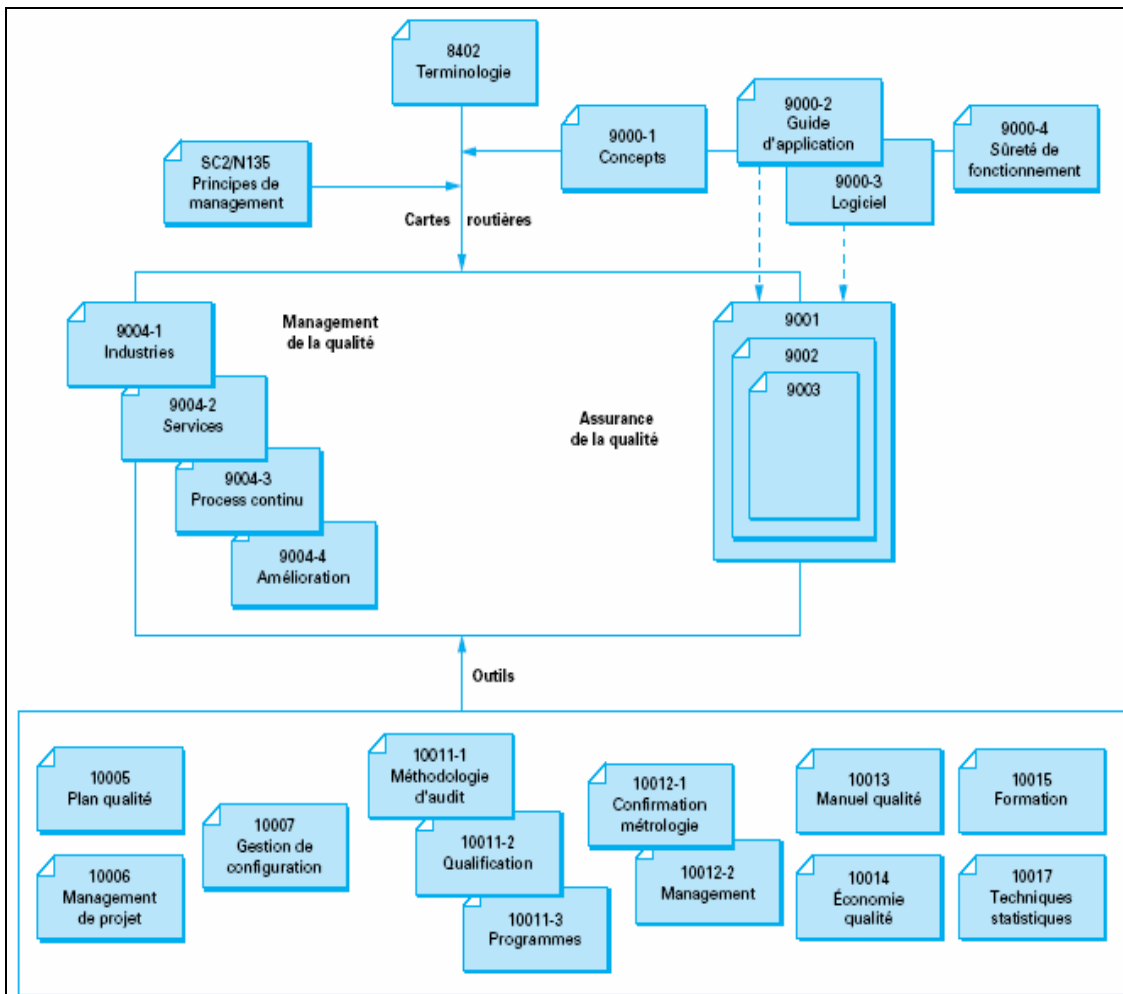 8402
Terminologie
9000-2
Guide
d'application
9000-1
Concepts
9000-4
Sûreté de
fonctionnement
SC2/N135
Principes de
management
9000-3
Logiciel
Cartes routières
9004-1
Industries
Management
de la qualité
9001
9002
9003
9004-2
Services
Assurance
de la qualité
9004-3
Process continu
9004-4
Amélioration
Outils
10005
Plan qualité
10011-1
Méthodologie
d'audit
10012-1
Confirmation
métrologie
10013
Manuel qualité
10015
Formation
10007
Gestion de
configuration
10011-2
Qualification
10006
Management
de projet
10012-2
Management
10014
Économie
qualité
10017
Techniques
statistiques
10011-3
Programmes